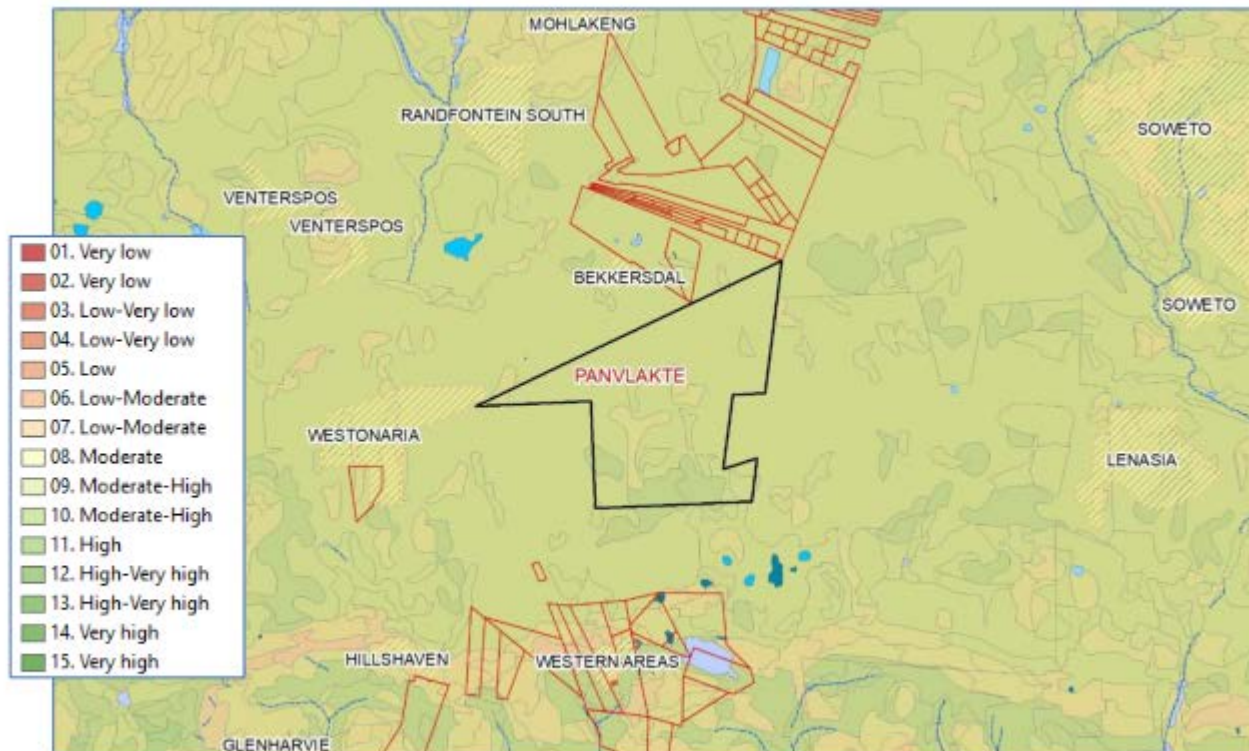 MOHLAKENG
RANDFONTEIN SOUTH
SOWETO
VENTERSPOS
VENTERSPOS
BEKKERSDAL
SOWETO
PANVLAKTE
WESTONARIA
LENASIA
HILLSHAVEN
WESTERN AREAS
GLENHARVIE
01. Very low
02. Very low
03. Low-Very low
04. Low-Very low
05. Low
06. Low-Moderate
07. Low-Moderate
08. Moderate
09. Moderate-High
10. Moderate-High
11. High
12. High-Very high
13. High-Very high
14. Very high
15. Very high